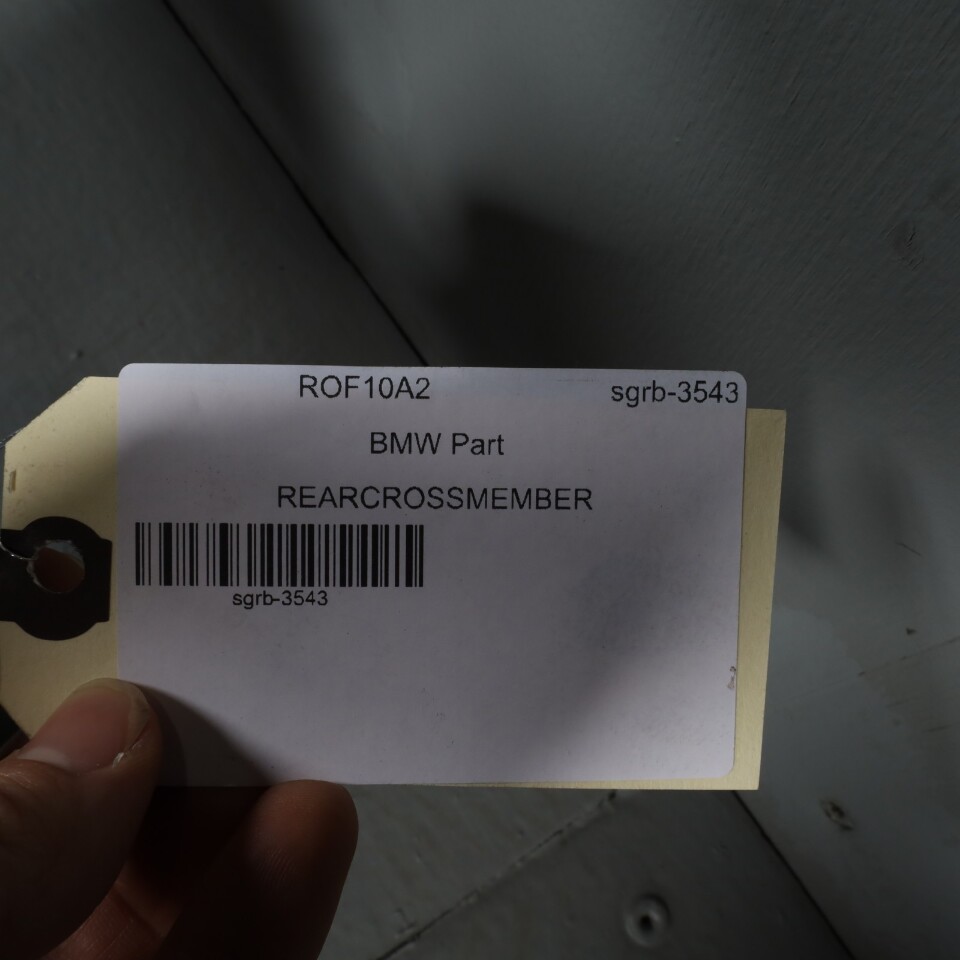 ROF10A2 sgrb-3543
BMW Part
REARCROSSMEMBER
sgrb-3543